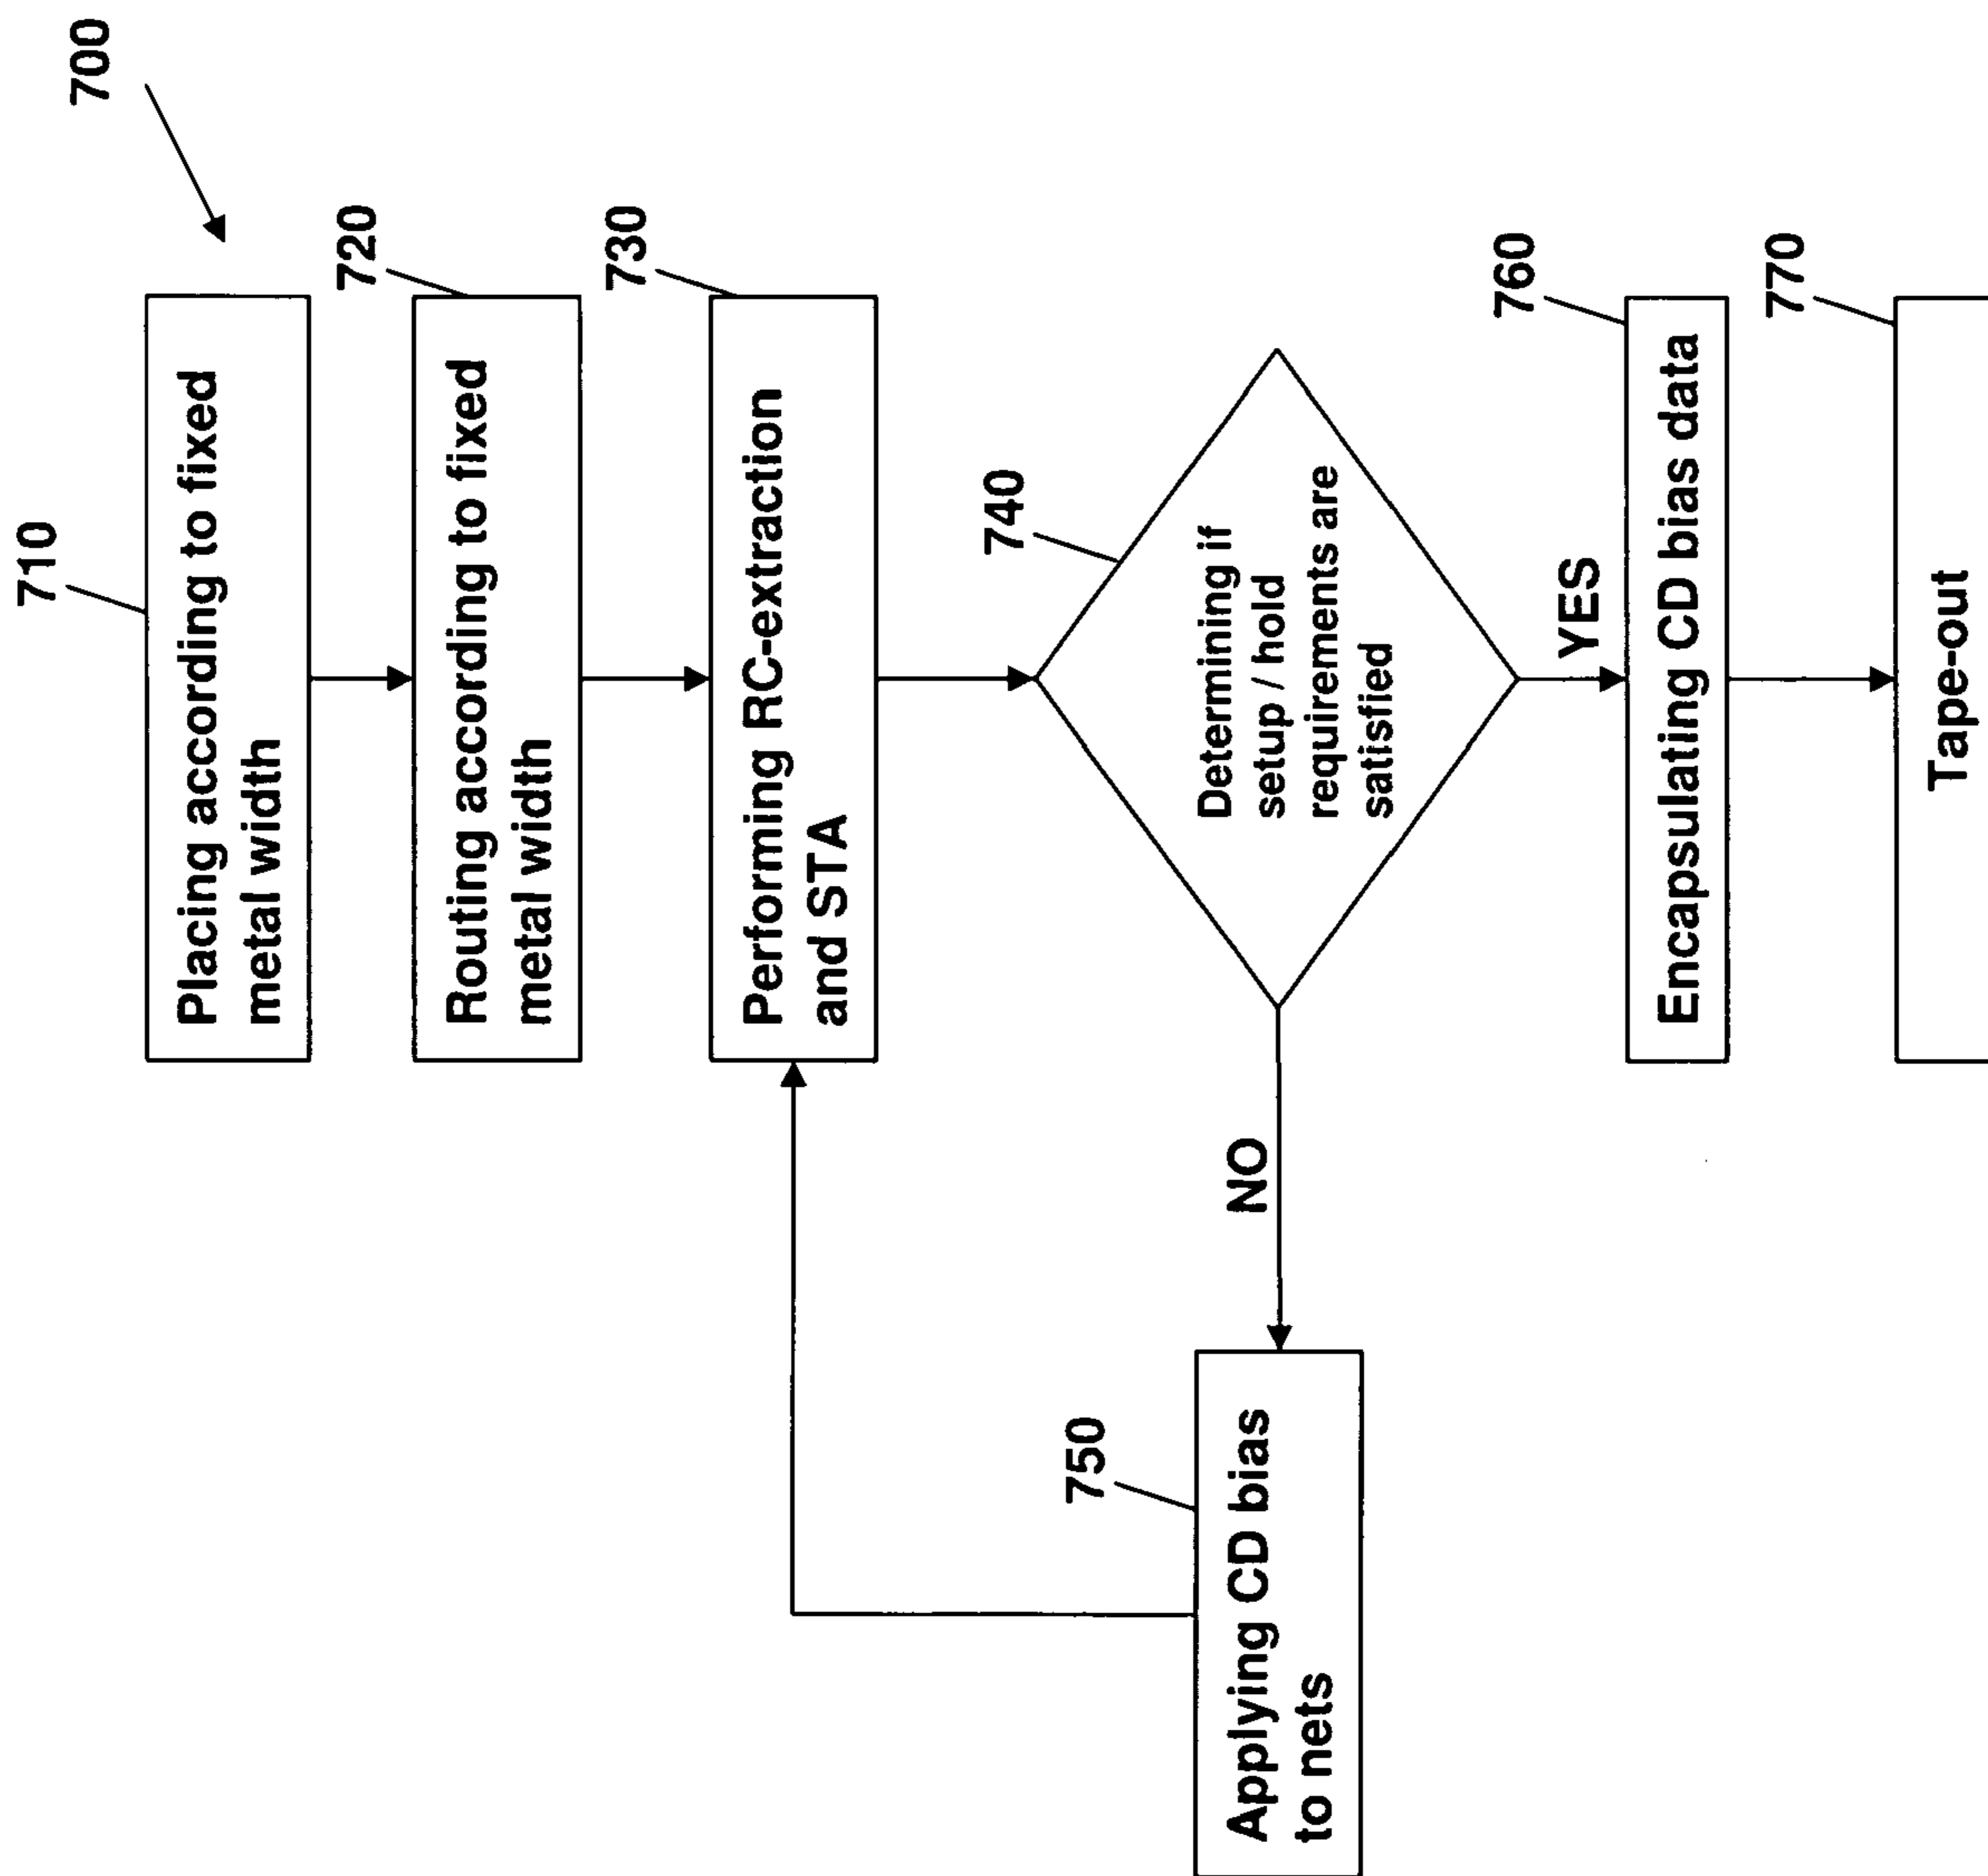 700
710
Placing according to fixed
metal width
720
Routing according to fixed
metal width
730
Performing RC-extraction
and STA
740
Determining if
setup / hold
requirements are
satisfied
NO
YES
750
Applying CD bias
to nets
760
Encapsulating CD bias data
770
Tape-out